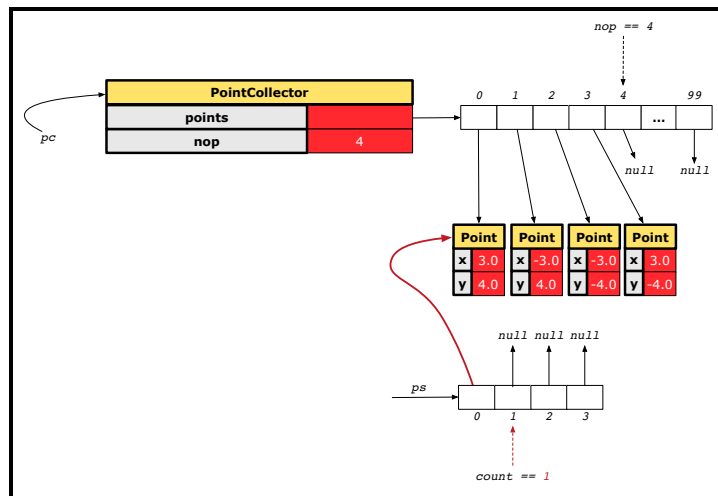 nop == 4
PointCollector
points
nop 4
pc
0 1 2 3 4 99
...
null null
Point Point Point Point
x 3.0 x -3.0 x -3.0 x 3.0
y 4.0 y 4.0 y -4.0 y -4.0
null null null
ps
0 1 2 3
count == 1